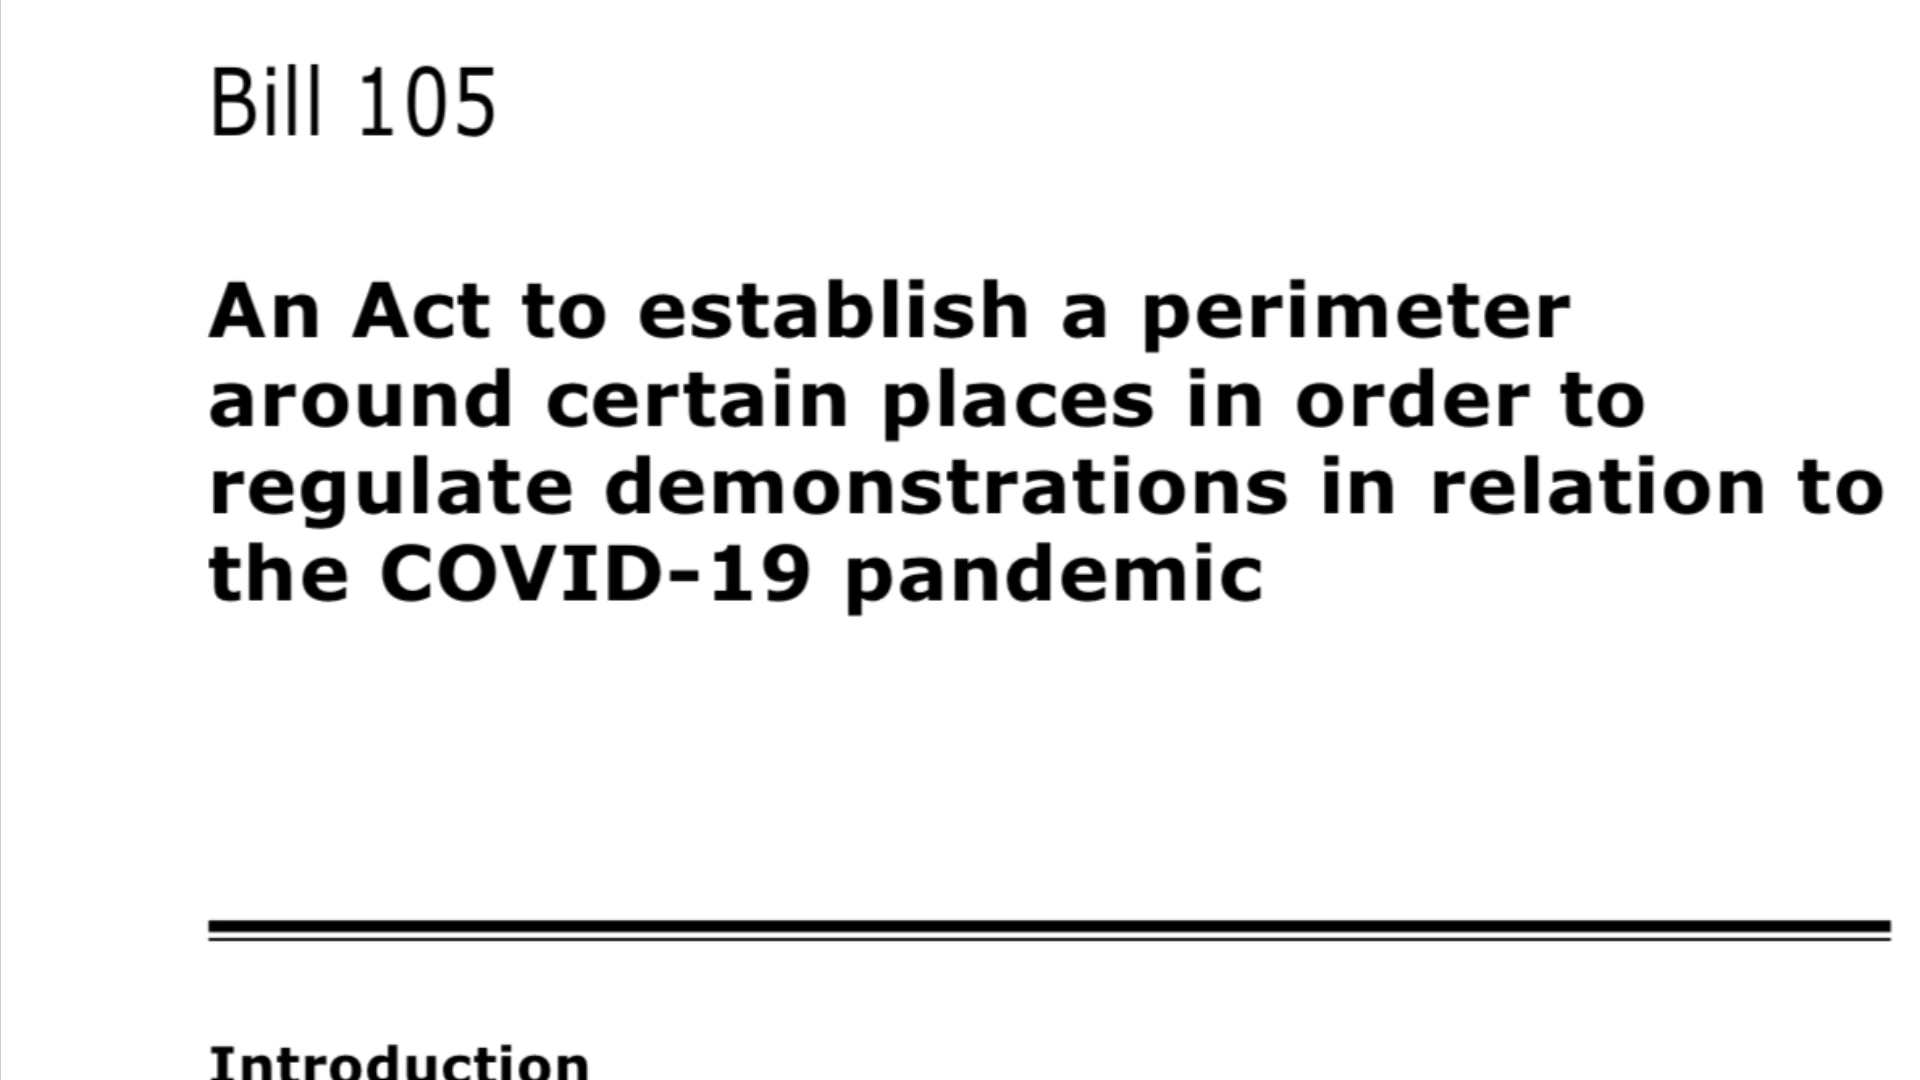 Bill 105
An Act to establish a perimeter
around certain places in order to
regulate demonstrations in relation to
the COVID-19 pandemic
Introduction